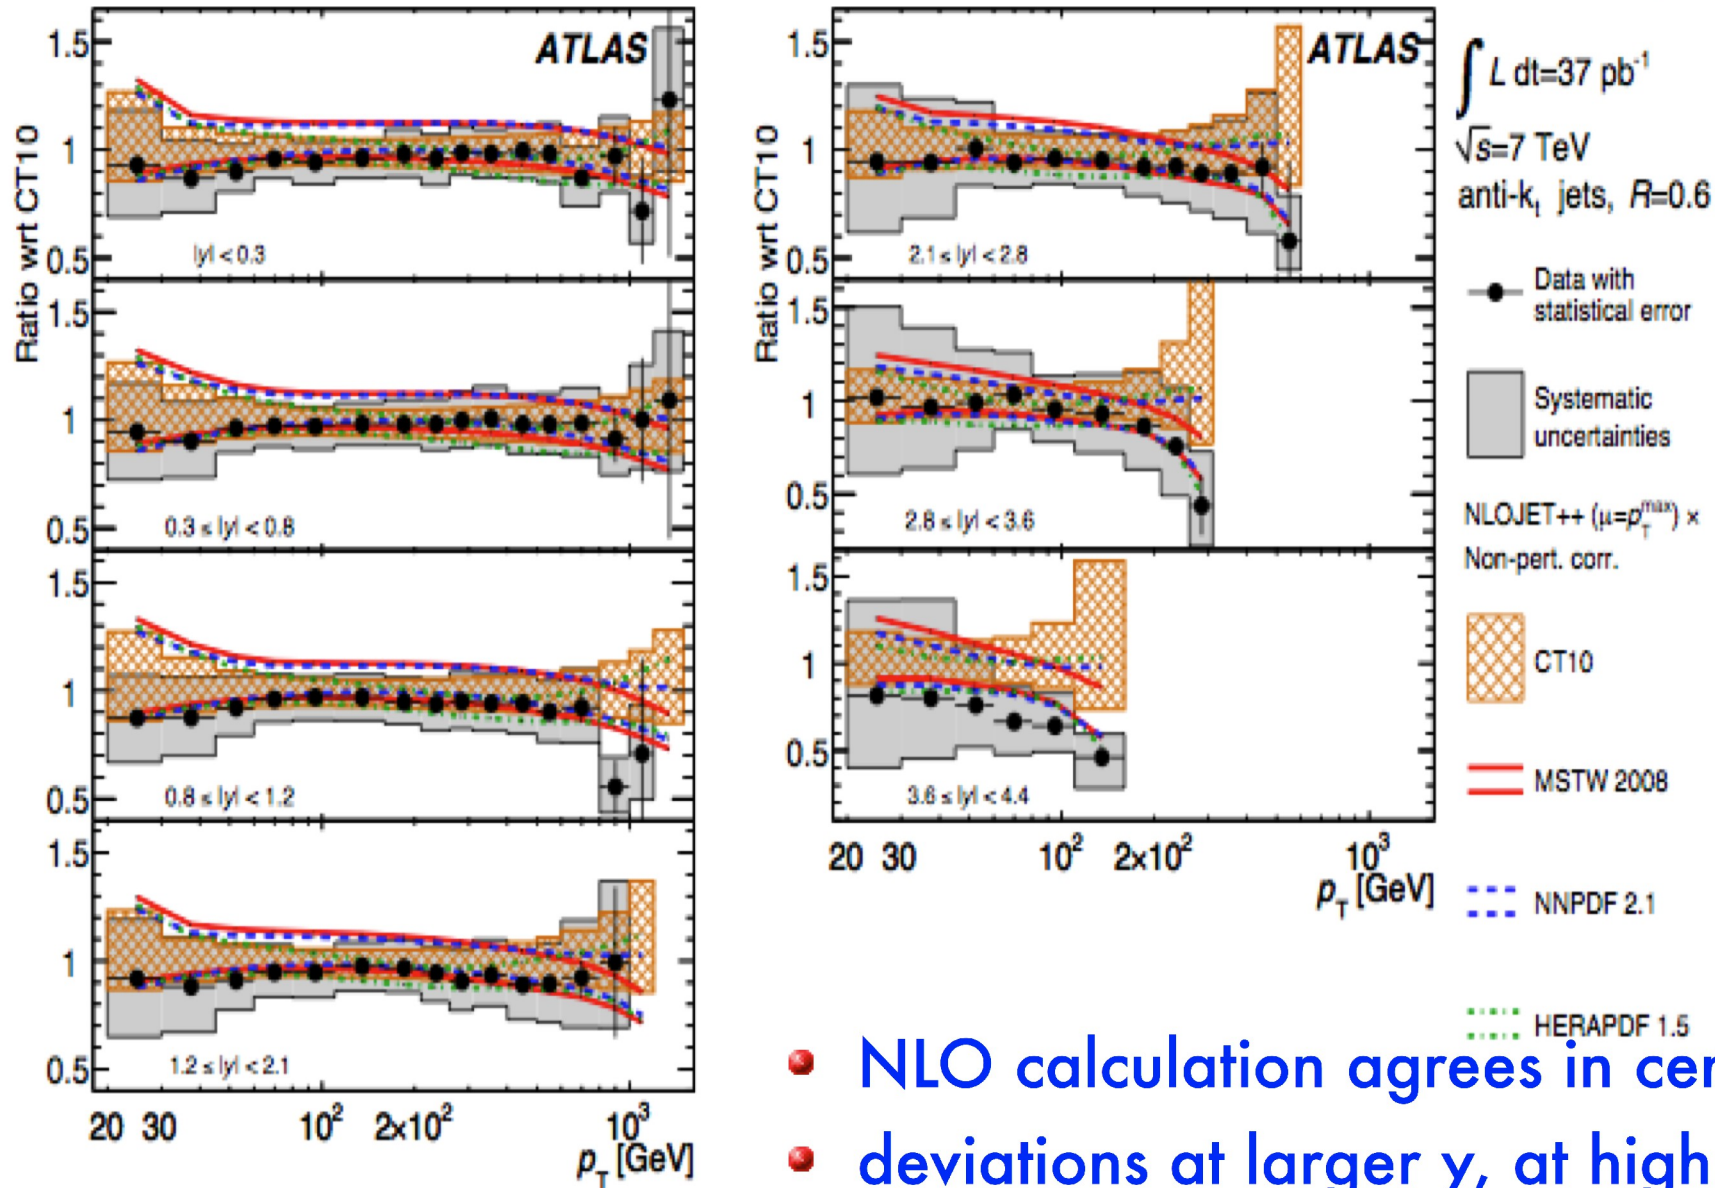 ATLAS
Ratio wrt CT10
1.5
1
0.5
|y| < 0.3
1.5
1
0.5
0.3 ≤ |y| < 0.8
1.5
1
0.5
0.8 ≤ |y| < 1.2
1.5
1
0.5
1.2 ≤ |y| < 2.1
20 30 10² 2×10² 10³
p_T [GeV]
ATLAS
Ratio wrt CT10
1.5
1
0.5
2.1 ≤ |y| < 2.8
1.5
1
0.5
2.8 ≤ |y| < 3.6
1.5
1
0.5
3.6 ≤ |y| < 4.4
20 30 10² 2×10² 10³
p_T [GeV]
∫ L dt=37 pb⁻¹
√s=7 TeV
anti-k_t jets, R=0.6
Data with
statistical error
Systematic
uncertainties
NLOJET++ (μ=p_T^max) ×
Non-pert. corr.
CT10
MSTW 2008
NNPDF 2.1
HERAPDF 1.5
NLO calculation agrees in
deviations at larger y, at high